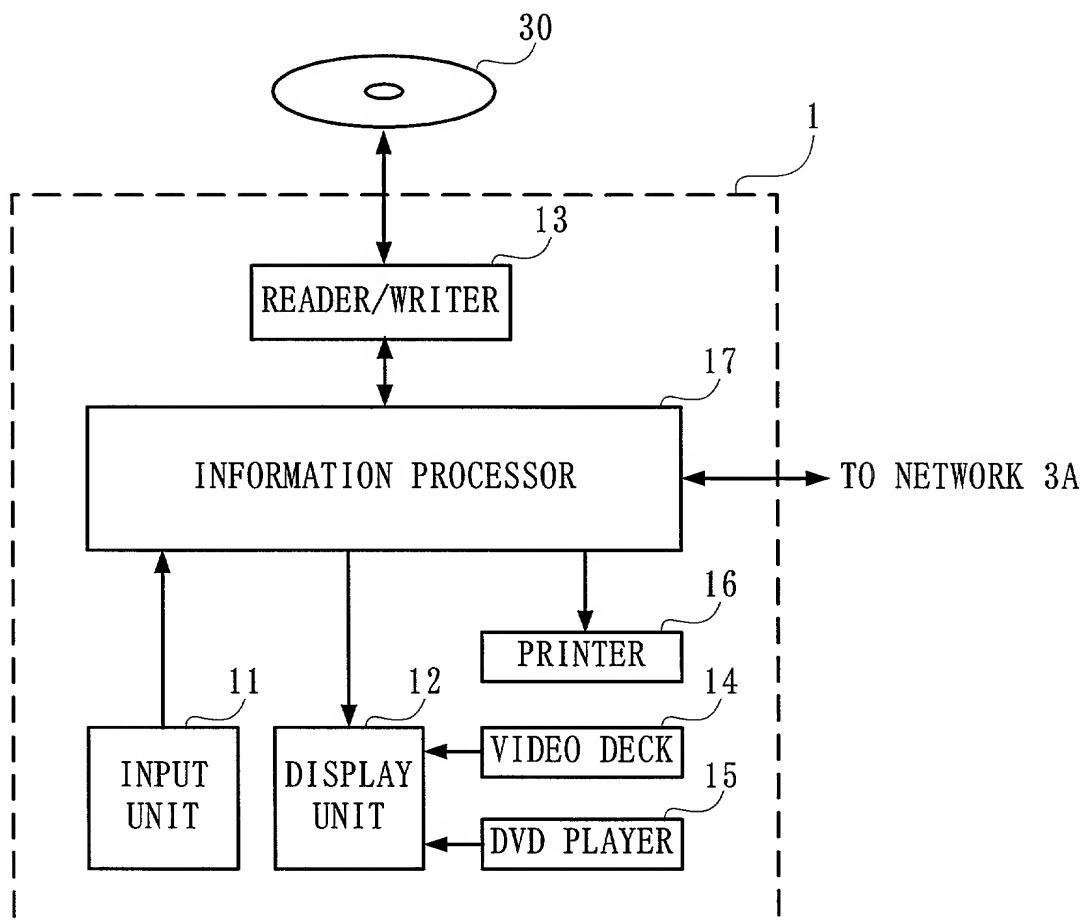 30
1
13
READER/WRITER
17
INFORMATION PROCESSOR
TO NETWORK 3A
16
PRINTER
11
12
14
INPUT
UNIT
DISPLAY
UNIT
VIDEO DECK
15
DVD PLAYER